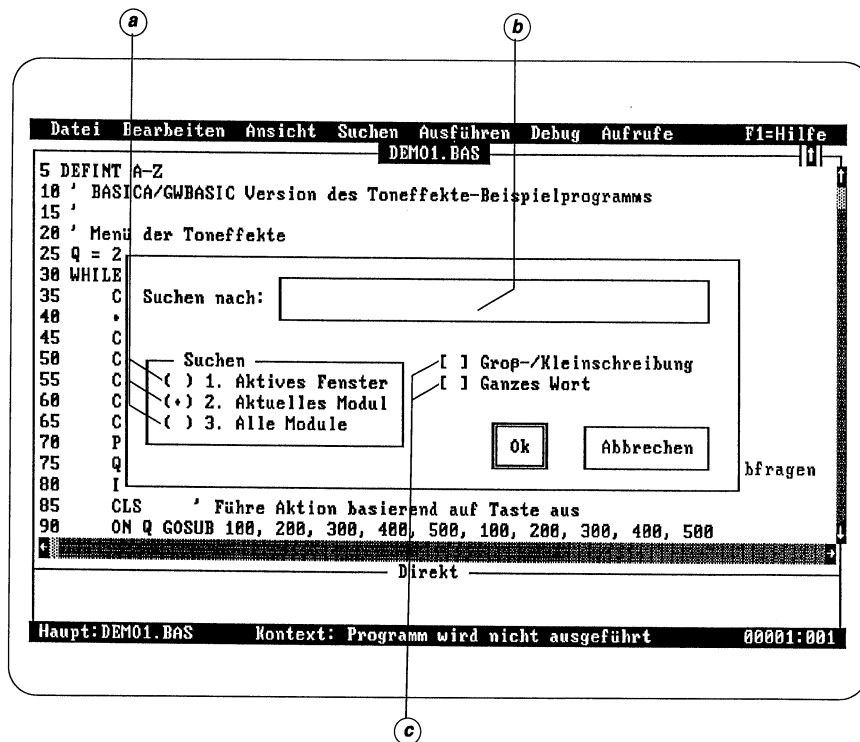 a b
Datei Bearbeiten Ansicht Suchen Ausführen Debug Aufrufe F1=Hilfe
DEMO1.BAS
5 DEFINT A-Z
10 ' BASICA/GWBASIC Version des Toneffekte-Beispielprogramms
15 '
20 ' Menü der Toneffekte
25 Q = 2
30 WHILE
35 C
Suchen nach:
40 '
45 C
50 C
Suchen
[ ] Groß-/Kleinschreibung
55 C
( ) 1. Aktives Fenster
[ ] Ganzes Wort
60 C
(•) 2. Aktuelles Modul
65 C
( ) 3. Alle Module
70 P
Ok Abbrechen
75 Q
bfragen
80 I
85 CLS ' Führe Aktion basierend auf Taste aus
90 ON Q GOSUB 100, 200, 300, 400, 500, 100, 200, 300, 400, 500
Direkt
Haupt:DEMO1.BAS Kontext: Programm wird nicht ausgeführt 00001:001
c